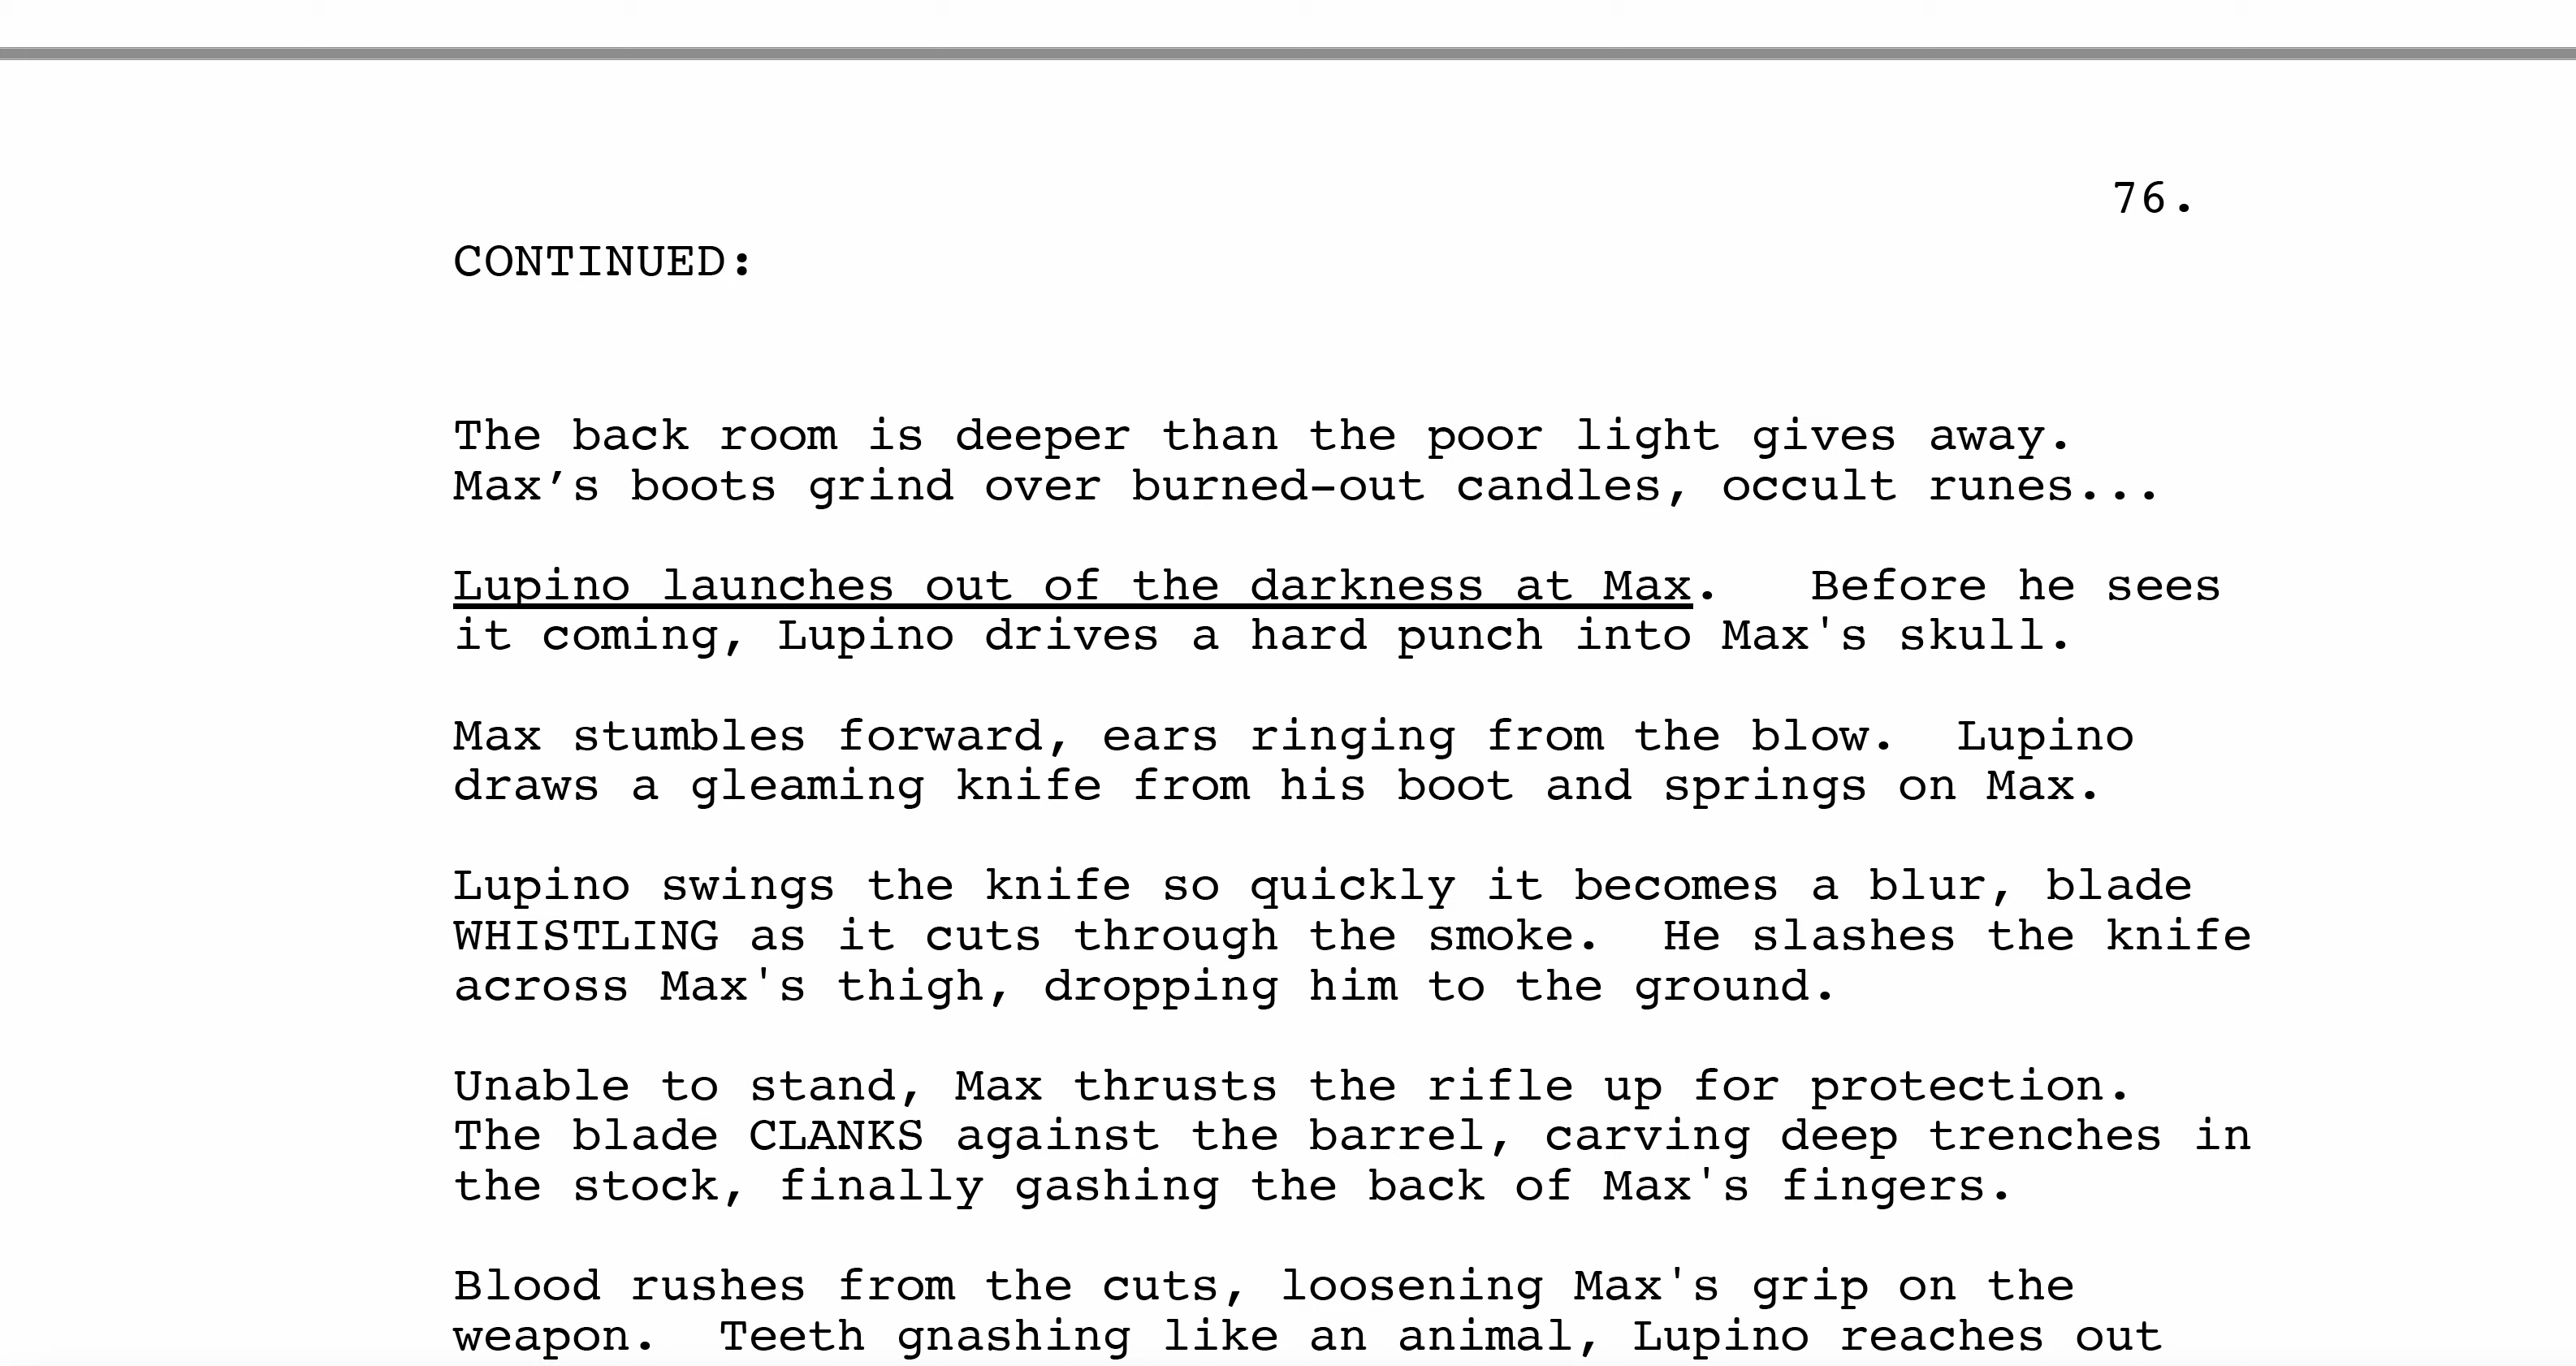 76.
CONTINUED:
The back room is deeper than the poor light gives away.
Max’s boots grind over burned-out candles, occult runes...
Lupino launches out of the darkness at Max.   Before he sees
it coming, Lupino drives a hard punch into Max's skull.
Max stumbles forward, ears ringing from the blow.  Lupino
draws a gleaming knife from his boot and springs on Max.
Lupino swings the knife so quickly it becomes a blur, blade
WHISTLING as it cuts through the smoke.  He slashes the knife
across Max's thigh, dropping him to the ground.
Unable to stand, Max thrusts the rifle up for protection.
The blade CLANKS against the barrel, carving deep trenches in
the stock, finally gashing the back of Max's fingers.
Blood rushes from the cuts, loosening Max's grip on the
weapon.  Teeth gnashing like an animal, Lupino reaches out